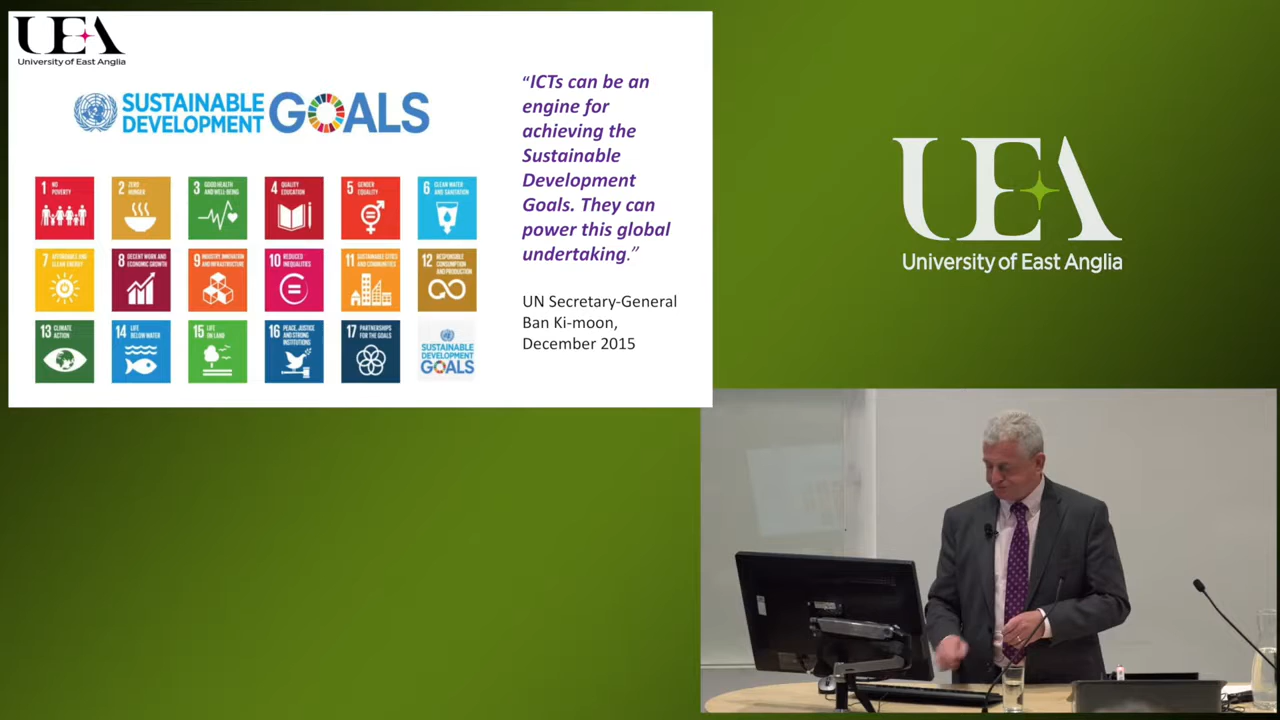 UEA
University of East Anglia
SUSTAINABLE
DEVELOPMENT
GOALS
"ICTs can be an
engine for
achieving the
Sustainable
Development
Goals. They can
power this global
undertaking."
UN Secretary-General
Ban Ki-moon,
December 2015
1 NO
POVERTY
2 ZERO
HUNGER
3 GOOD HEALTH
AND WELL-BEING
4 QUALITY
EDUCATION
5 GENDER
EQUALITY
6 CLEAN WATER
AND SANITATION
7 AFFORDABLE AND
CLEAN ENERGY
8 DECENT WORK AND
ECONOMIC GROWTH
9 INDUSTRY, INNOVATION
AND INFRASTRUCTURE
10 REDUCED
INEQUALITIES
11 SUSTAINABLE CITIES
AND COMMUNITIES
12 RESPONSIBLE
CONSUMPTION
AND PRODUCTION
13 CLIMATE
ACTION
14 LIFE
BELOW WATER
15 LIFE
ON LAND
16 PEACE, JUSTICE
AND STRONG
INSTITUTIONS
17 PARTNERSHIPS
FOR THE GOALS
SUSTAINABLE
DEVELOPMENT
GOALS
UEA
University of East Anglia